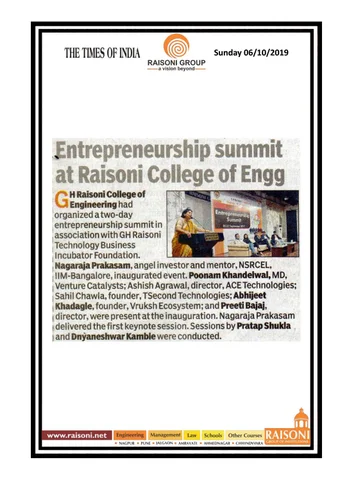 THE TIMES OF INDIA
RAISONI GROUP
a vision beyond
Sunday 06/10/2019
Entrepreneurship summit
at Raisoni College of Engg
GH Raisoni College of
Engineering had
organized a two-day
entrepreneurship summit in
association with GH Raisoni
Technology Business
Incubator Foundation.
Nagaraja Prakasam, angel investor and mentor, NSRCEL,
IIM-Bangalore, inaugurated event. Poonam Khandelwal, MD,
Venture Catalysts; Ashish Agrawal, director, ACE Technologies;
Sahil Chawla, founder, TSecond Technologies; Abhijeet
Khadagle, founder, Vruksh Ecosystem; and Preeti Bajaj,
director, were present at the inauguration. Nagaraja Prakasam
delivered the first keynote session. Sessions by Pratap Shukla
and Dnyaneshwar Kamble were conducted.
www.raisoni.net Engineering Management Law Schools Other Courses RAISONI
• NAGPUR • PUNE • JALGAON • AMRAVATI • AHMEDNAGAR • CHHINDWARA